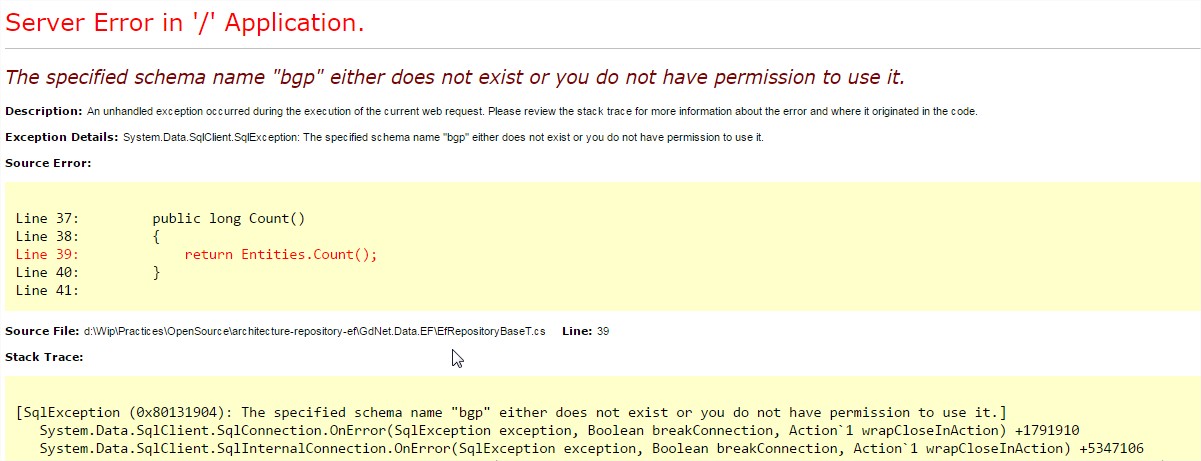 Server Error in '/' Application.
The specified schema name "bgp" either does not exist or you do not have permission to use it.
Description: An unhandled exception occurred during the execution of the current web request. Please review the stack trace for more information about the error and where it originated in the code.
Exception Details: System.Data.SqlClient.SqlException: The specified schema name "bgp" either does not exist or you do not have permission to use it.
Source Error:
Line 37:         public long Count()
Line 38:         {
Line 39:             return Entities.Count();
Line 40:         }
Line 41:
Source File: d:\Wip\Practices\OpenSource\architecture-repository-ef\GdNet.Data.EF\EfRepositoryBaseT.cs    Line: 39
Stack Trace:
[SqlException (0x80131904): The specified schema name "bgp" either does not exist or you do not have permission to use it.]
   System.Data.SqlClient.SqlConnection.OnError(SqlException exception, Boolean breakConnection, Action`1 wrapCloseInAction) +1791910
   System.Data.SqlClient.SqlInternalConnection.OnError(SqlException exception, Boolean breakConnection, Action`1 wrapCloseInAction) +5347106